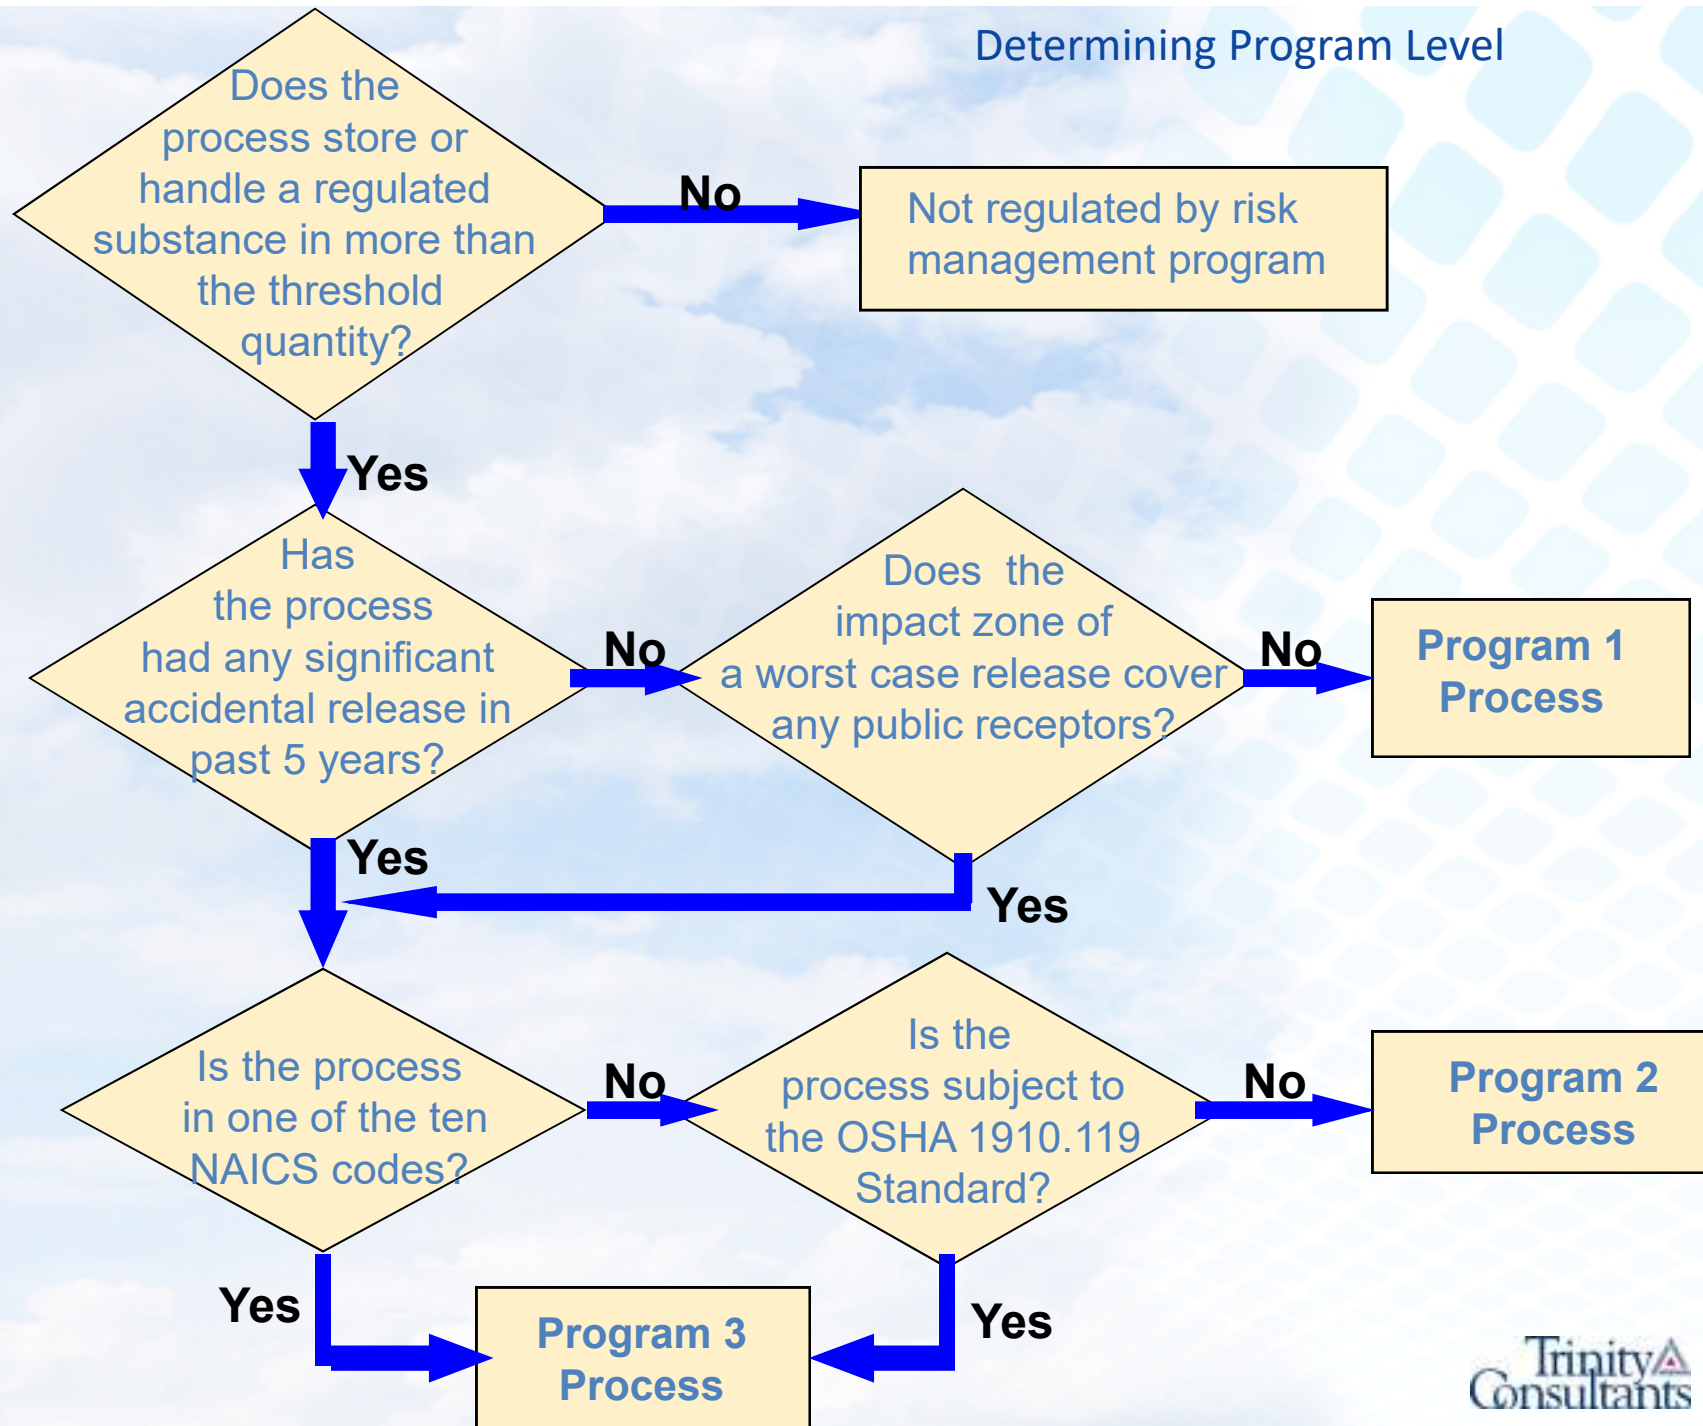 Determining Program Level
Does the
process store or
handle a regulated
substance in more than
the threshold
quantity?
No
Not regulated by risk
management program
Yes
Has
the process
had any significant
accidental release in
past 5 years?
No
Does the
impact zone of
a worst case release cover
any public receptors?
No
Program 1
Process
Yes
Yes
Is the process
in one of the ten
NAICS codes?
No
Is the
process subject to
the OSHA 1910.119
Standard?
No
Program 2
Process
Yes
Program 3
Process
Yes
Trinity
Consultants